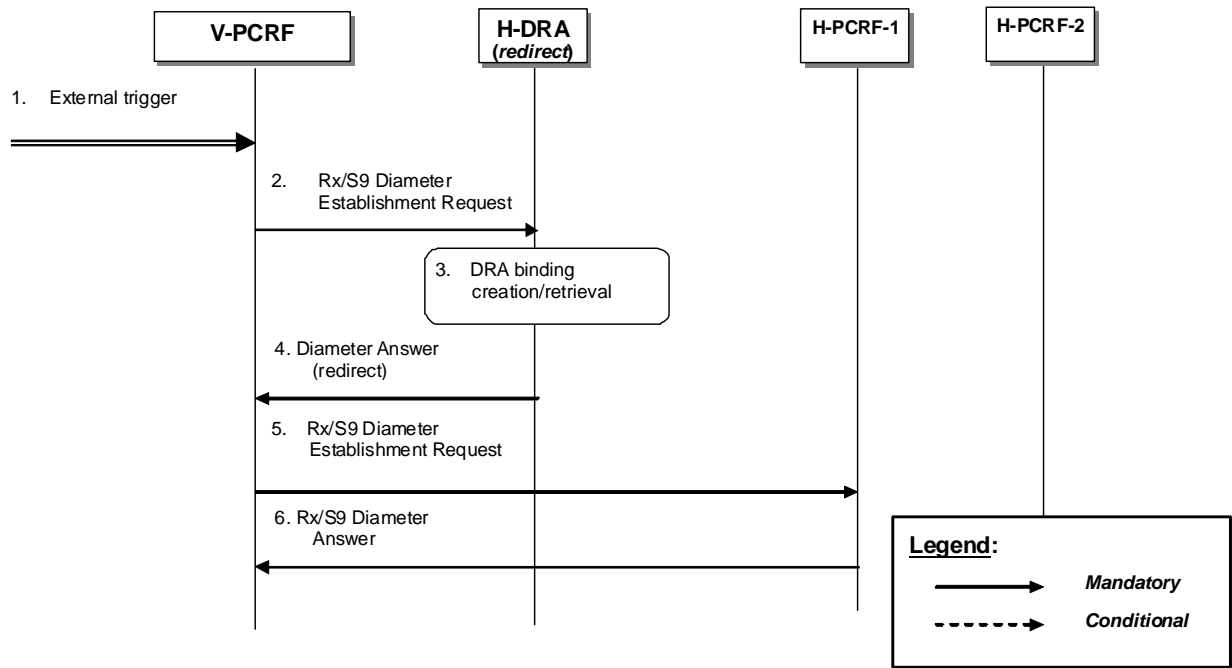 V-PCRF
H-DRA
(redirect)
H-PCRF-1
H-PCRF-2
1. External trigger
2. Rx/S9 Diameter
Establishment Request
3. DRA binding
creation/retrieval
4. Diameter Answer
(redirect)
5. Rx/S9 Diameter
Establishment Request
6. Rx/S9 Diameter
Answer
Legend:
Mandatory
Conditional